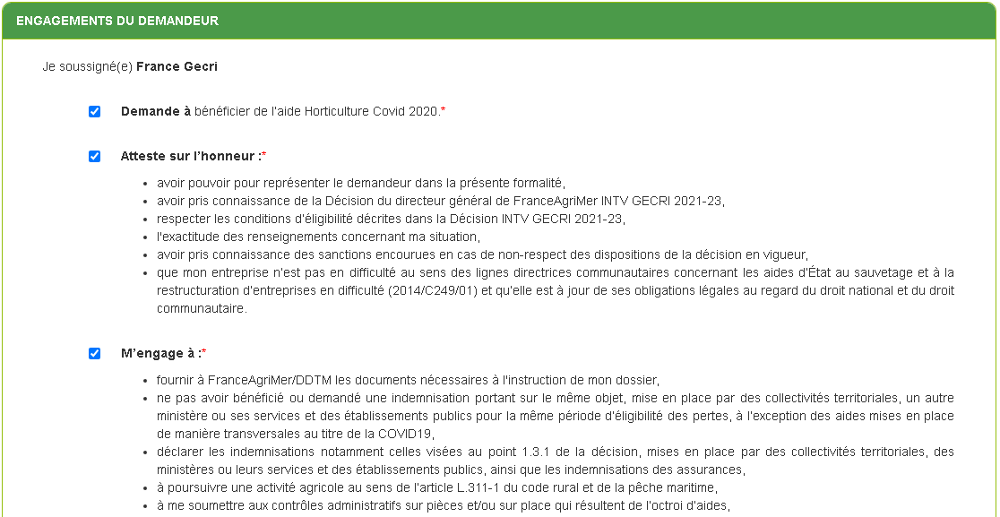 ENGAGEMENTS DU DEMANDEUR
Je soussigné(e) France Gecri
Demande à bénéficier de l'aide Horticulture Covid 2020.*
Atteste sur l'honneur :*
• avoir pouvoir pour représenter le demandeur dans la présente formalité,
• avoir pris connaissance de la Décision du directeur général de FranceAgriMer INTV GECRI 2021-23,
• respecter les conditions d'éligibilité décrites dans la Décision INTV GECRI 2021-23,
• l'exactitude des renseignements concernant ma situation,
• avoir pris connaissance des sanctions encourues en cas de non-respect des dispositions de la décision en vigueur,
• que mon entreprise n'est pas en difficulté au sens des lignes directrices communautaires concernant les aides d'État au sauvetage et à la
restructuration d'entreprises en difficulté (2014/C249/01) et qu'elle est à jour de ses obligations légales au regard du droit national et du droit
communautaire.
M'engage à :*
• fournir à FranceAgriMer/DDTM les documents nécessaires à l'instruction de mon dossier,
• ne pas avoir bénéficié ou demandé une indemnisation portant sur le même objet, mise en place par des collectivités territoriales, un autre
ministère ou ses services et des établissements publics pour la même période d'éligibilité des pertes, à l'exception des aides mises en place
de manière transversales au titre de la COVID19,
• déclarer les indemnisations notamment celles visées au point 1.3.1 de la décision, mises en place par des collectivités territoriales, des
ministères ou leurs services et des établissements publics, ainsi que les indemnisations des assurances,
• à poursuivre une activité agricole au sens de l'article L.311-1 du code rural et de la pêche maritime,
• à me soumettre aux contrôles administratifs sur pièces et/ou sur place qui résultent de l'octroi d'aides,